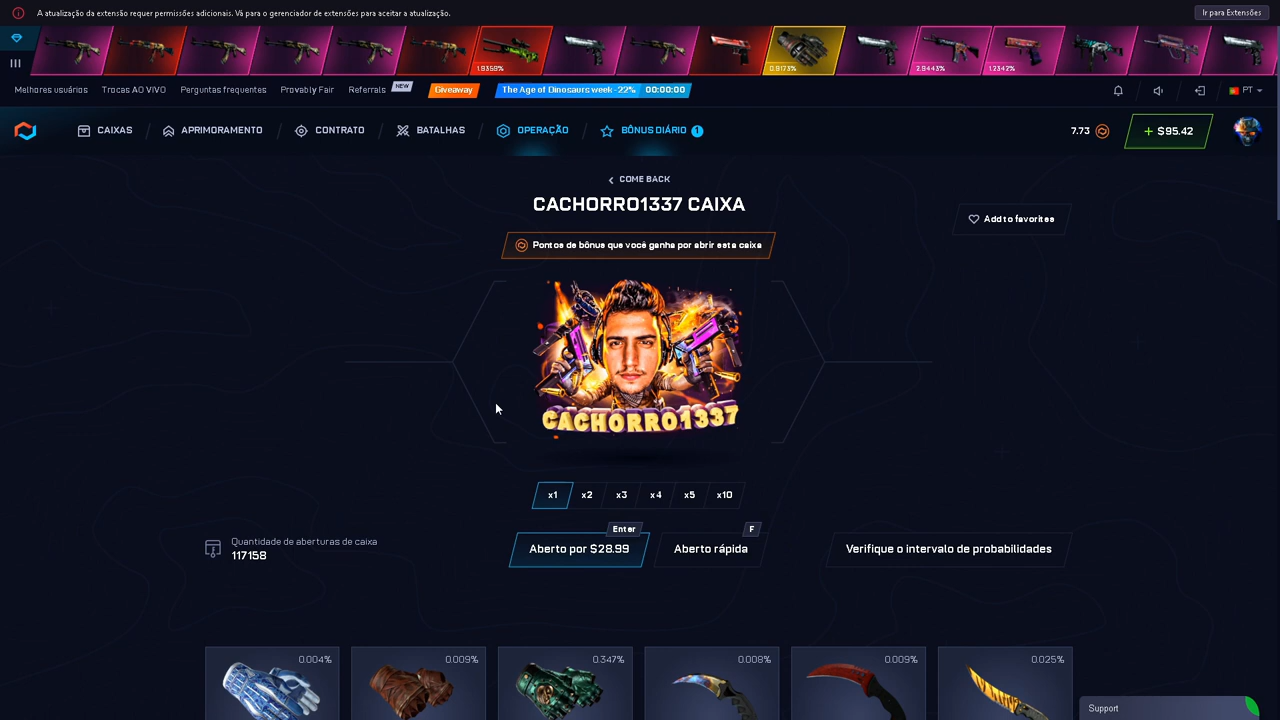 A atualização da extensão requer permissões adicionais. Vá para o gerenciador de extensões para aceitar a atualização.
Ir para Extensões
1.9359%
0.8173%
2.8443%
1.2342%
Melhores usuários
Trocas AO VIVO
Perguntas frequentes
Provably Fair
Referrals
NEW
Giveaway
The Age of Dinosaurs week -22%
00:00:00
PT
CAIXAS
APRIMORAMENTO
CONTRATO
BATALHAS
OPERAÇÃO
BÔNUS DIÁRIO
1
7.73
+ $95.42
COME BACK
CACHORRO1337 CAIXA
Add to favorites
Pontos de bônus que você ganha por abrir esta caixa
CACHORRO1337
x1
x2
x3
x4
x5
x10
Enter
F
Quantidade de aberturas de caixa
117158
Aberto por $28.99
Aberto rápida
Verifique o intervalo de probabilidades
0.004%
0.009%
0.347%
0.008%
0.009%
0.025%
Support